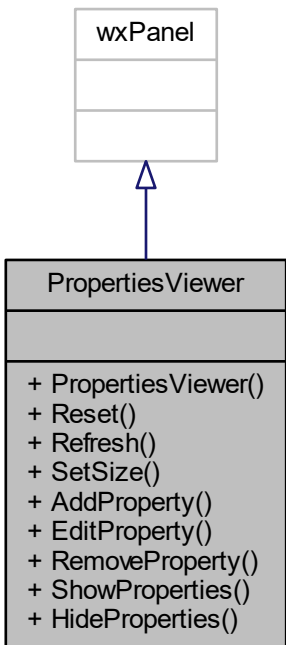 wxPanel
PropertiesViewer
+ PropertiesViewer()
+ Reset()
+ Refresh()
+ SetSize()
+ AddProperty()
+ EditProperty()
+ RemoveProperty()
+ ShowProperties()
+ HideProperties()